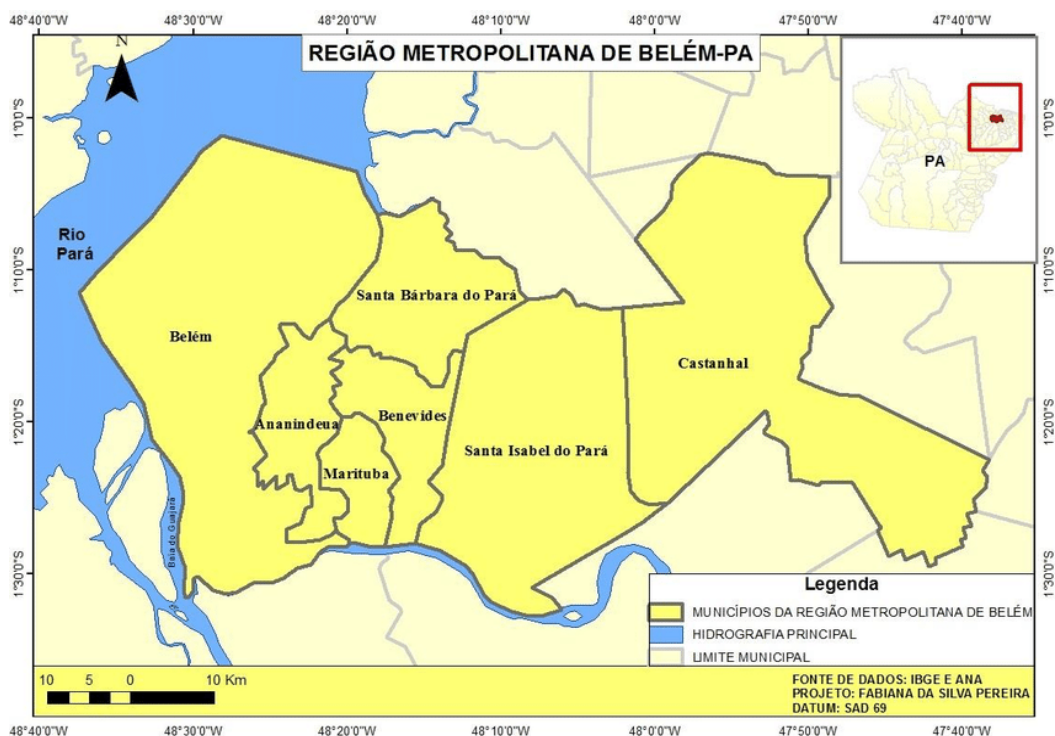 48°40'0"W 48°30'0"W 48°20'0"W 48°10'0"W 48°0'0"W 47°50'0"W 47°40'0"W
N
REGIÃO METROPOLITANA DE BELÉM-PA
1°0'0"S
1°0'0"S
PA
Rio
Pará
1°10'0"S
1°10'0"S
Santa Bárbara do Pará
Belém
Castanhal
1°20'0"S
1°20'0"S
Benevides
Ananindeua
Santa Isabel do Pará
Marituba
Baia do Guajará
1°30'0"S
1°30'0"S
Legenda
MUNICÍPIOS DA REGIÃO METROPOLITANA DE BELÉM
HIDROGRAFIA PRINCIPAL
LIMITE MUNICIPAL
10 5 0 10 Km
FONTE DE DADOS: IBGE E ANA
PROJETO: FABIANA DA SILVA PEREIRA
DATUM: SAD 69
48°40'0"W 48°30'0"W 48°20'0"W 48°10'0"W 48°0'0"W 47°50'0"W 47°40'0"W